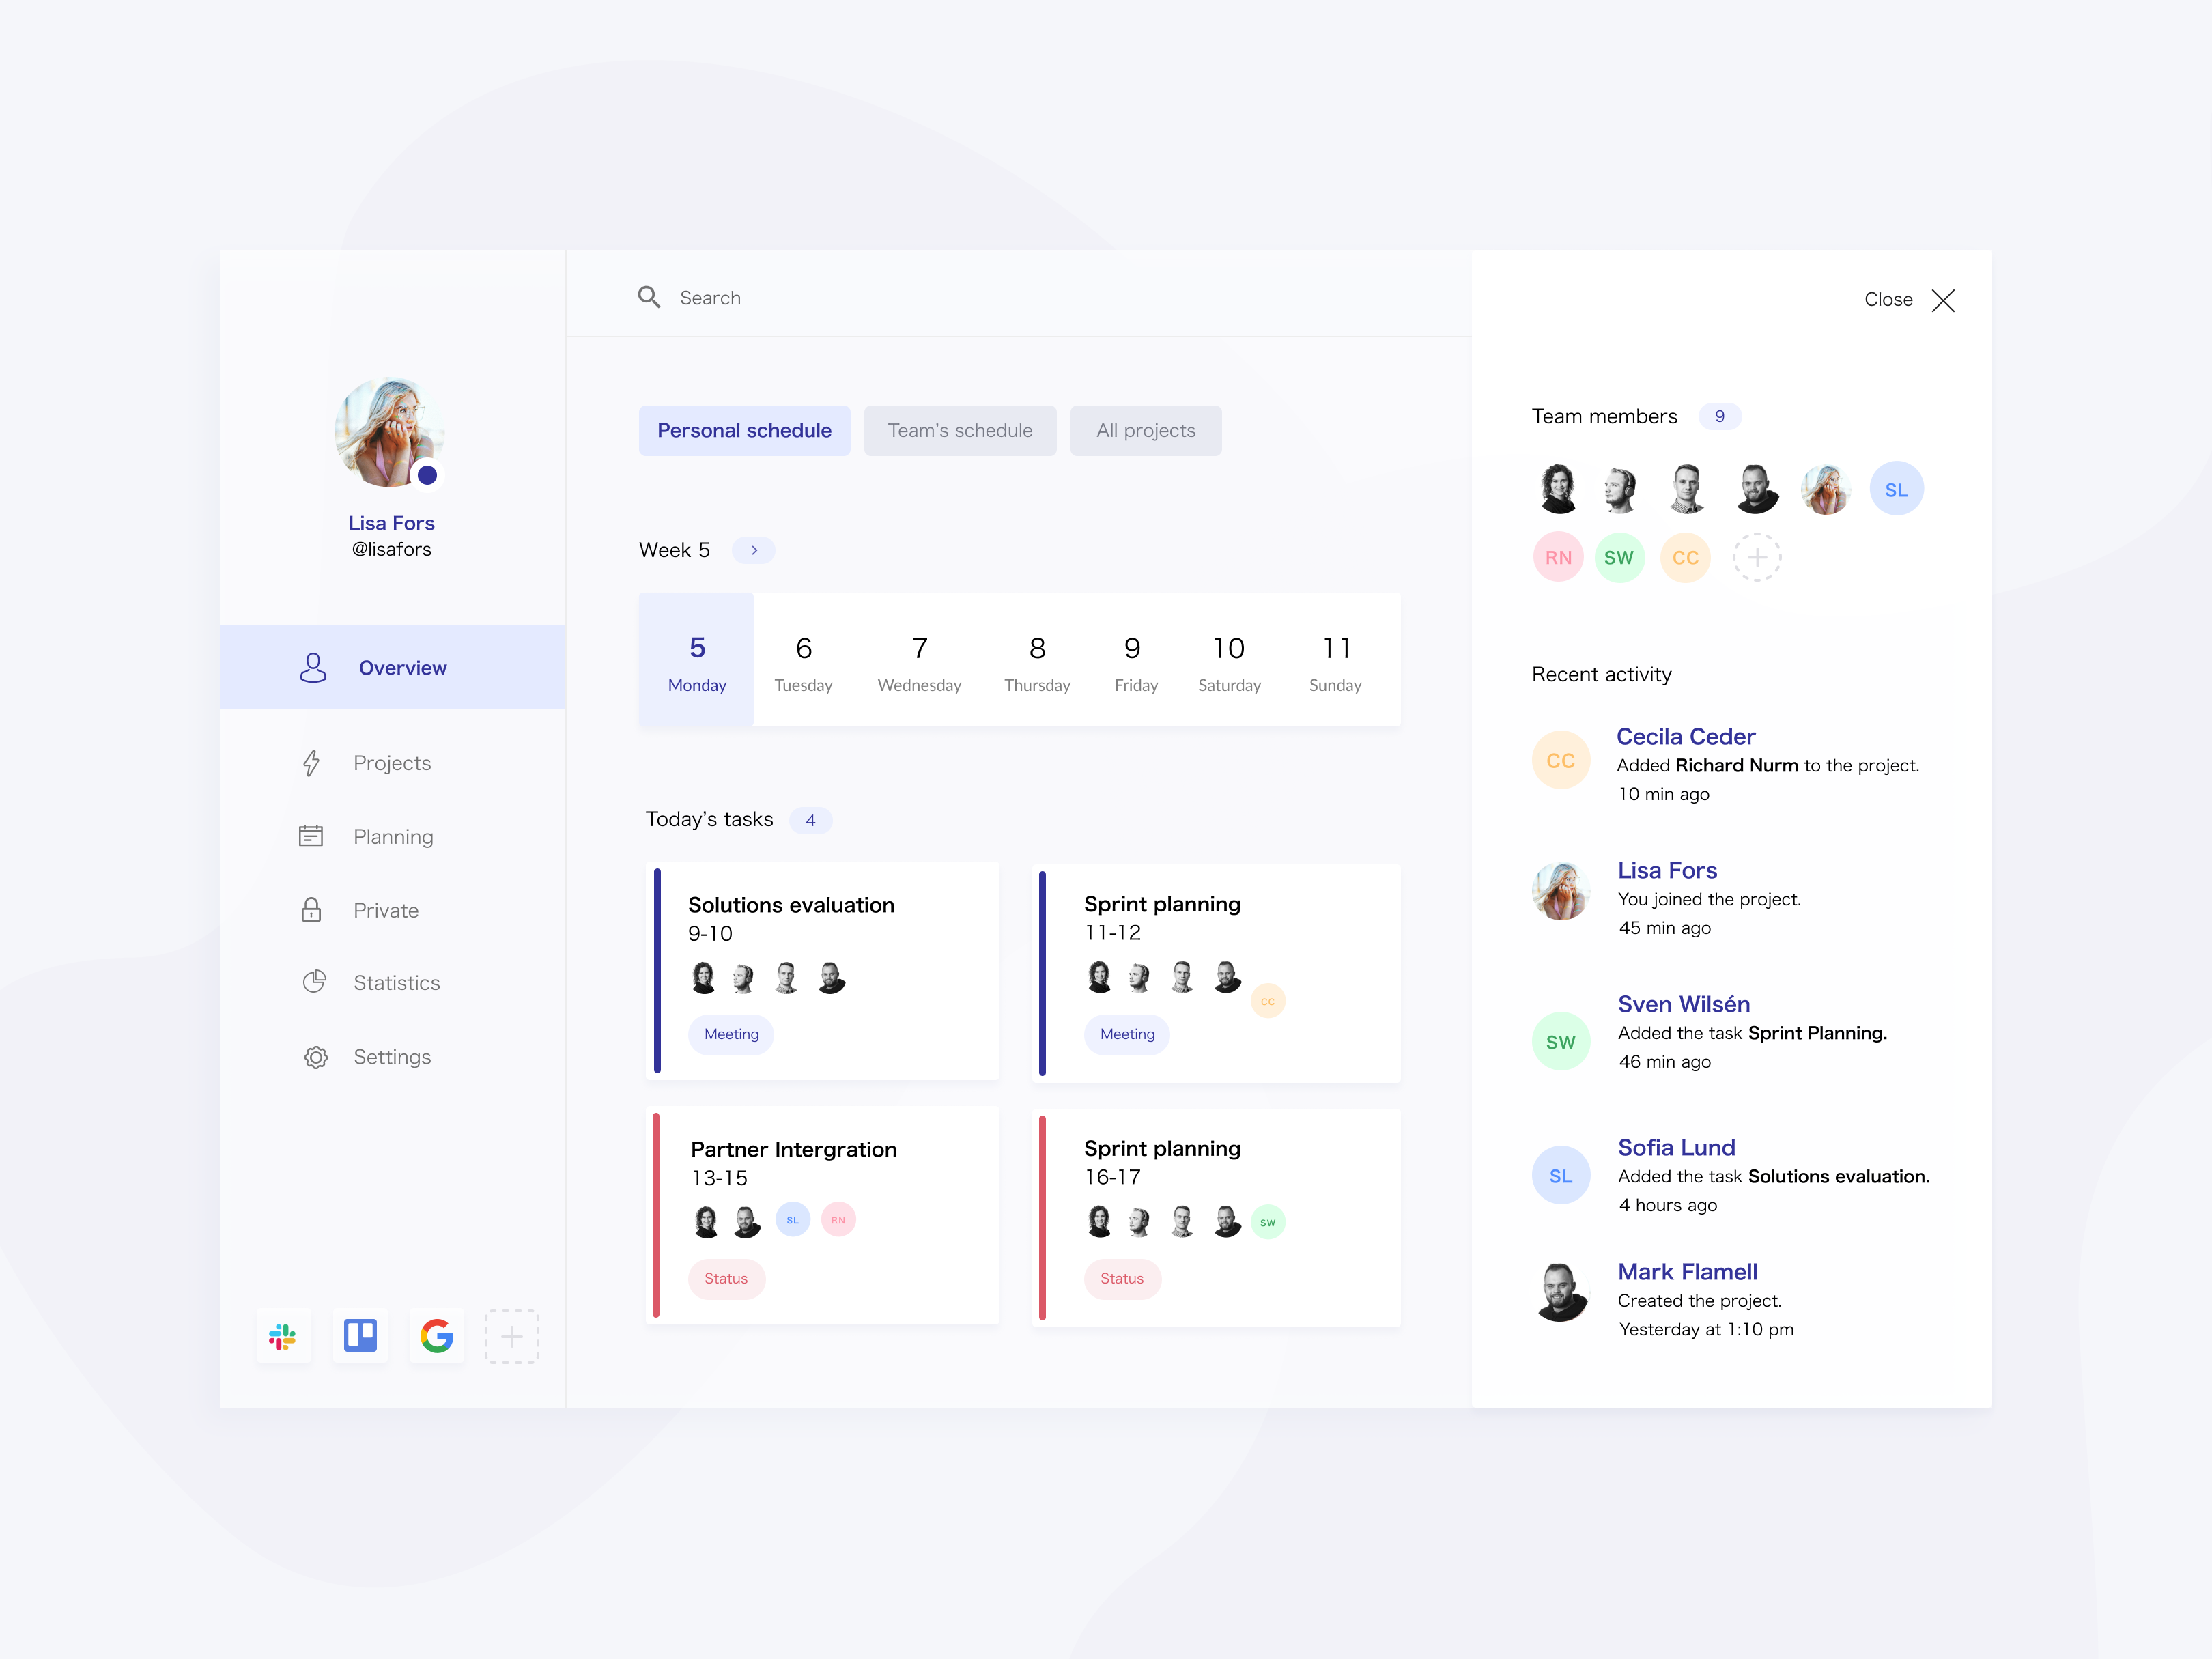 Lisa Fors
@lisafors
Overview
Projects
Planning
Private
Statistics
Settings
Search
Personal schedule
Team's schedule
All projects
Week 5
5
Monday
6
Tuesday
7
Wednesday
8
Thursday
9
Friday
10
Saturday
11
Sunday
Today's tasks 4
Solutions evaluation
9-10
Meeting
Sprint planning
11-12
CC
Meeting
Partner Intergration
13-15
SL
RN
Status
Sprint planning
16-17
SW
Status
Close
Team members 9
SL
RN
SW
CC
Recent activity
CC
Cecila Ceder
Added Richard Nurm to the project.
10 min ago
Lisa Fors
You joined the project.
45 min ago
SW
Sven Wilsén
Added the task Sprint Planning.
46 min ago
SL
Sofia Lund
Added the task Solutions evaluation.
4 hours ago
Mark Flamell
Created the project.
Yesterday at 1:10 pm